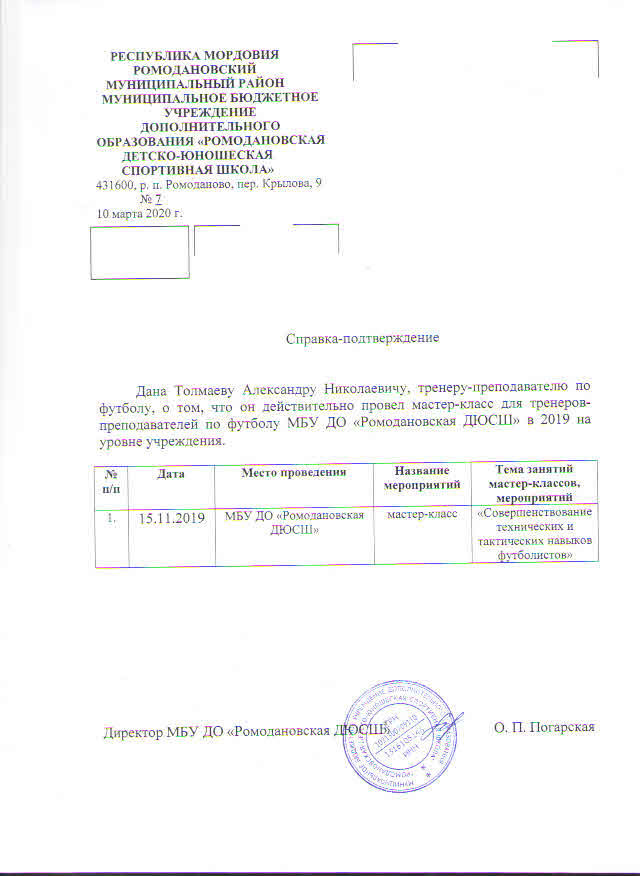 РЕСПУБЛИКА МОРДОВИЯ
РОМОДАНОВСКИЙ
МУНИЦИПАЛЬНЫЙ РАЙОН
МУНИЦИПАЛЬНОЕ БЮДЖЕТНОЕ
УЧРЕЖДЕНИЕ
ДОПОЛНИТЕЛЬНОГО
ОБРАЗОВАНИЯ «РОМОДАНОВСКАЯ
ДЕТСКО-ЮНОШЕСКАЯ
СПОРТИВНАЯ ШКОЛА»
431600, р. п. Ромоданово, пер. Крылова, 9
№ 7
10 марта 2020 г.
Справка-подтверждение
Дана Толмаеву Александру Николаевичу, тренеру-преподавателю по
футболу, о том, что он действительно провел мастер-класс для тренеров-
преподавателей по футболу МБУ ДО «Ромодановская ДЮСШ» в 2019 на
уровне учреждения.
№ п/п
Дата
Место проведения
Название
мероприятий
Тема занятий
мастер-классов,
мероприятий
1.
15.11.2019
МБУ ДО «Ромодановская
ДЮСШ»
мастер-класс
«Совершенствование
технических и
тактических навыков
футболистов»
Директор МБУ ДО «Ромодановская ДЮСШ»
О. П. Погарская